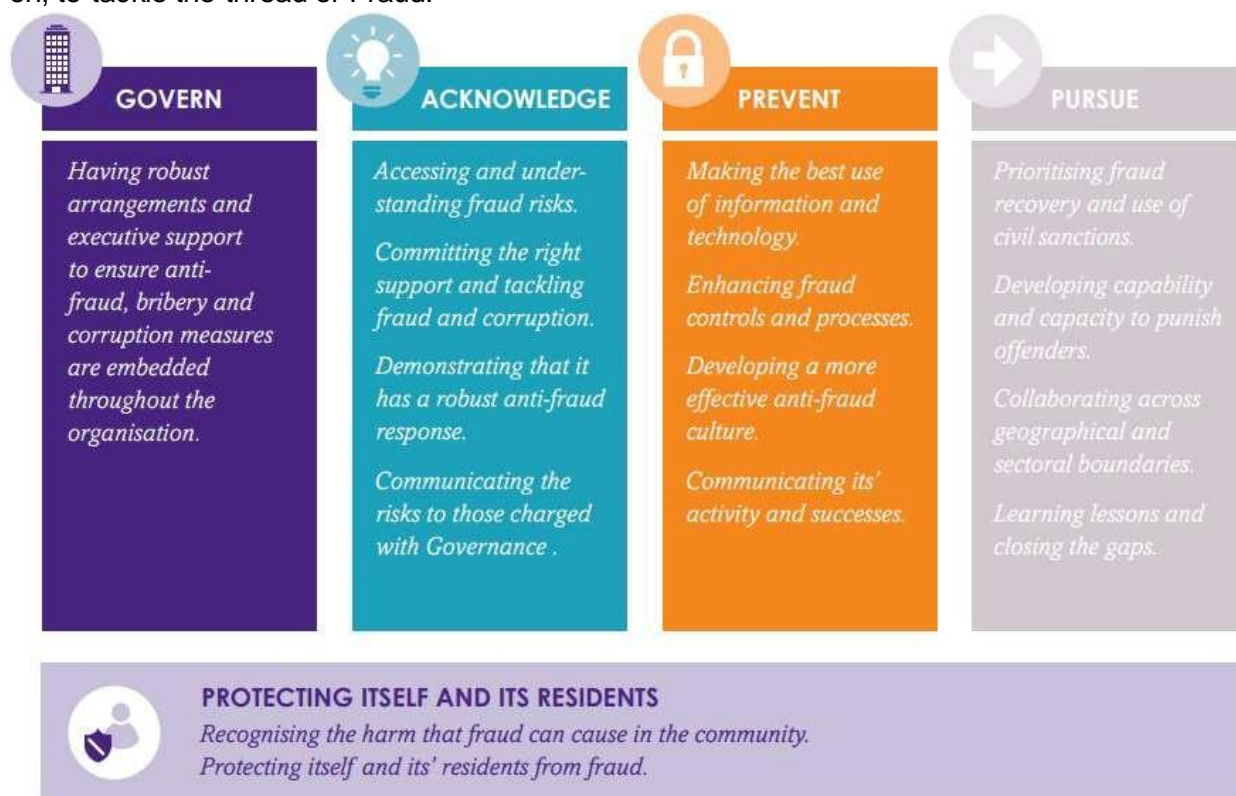 to tackle the thread of Fraud.
GOVERN
Having robust
arrangements and
executive support
to ensure anti-
fraud, bribery and
corruption measures
are embedded
throughout the
organisation.
ACKNOWLEDGE
Accessing and under-
standing fraud risks.
Committing the right
support and tackling
fraud and corruption.
Demonstrating that it
has a robust anti-fraud
response.
Communicating the
risks to those charged
with Governance .
PREVENT
Making the best use
of information and
technology.
Enhancing fraud
controls and processes.
Developing a more
effective anti-fraud
culture.
Communicating its'
activity and successes.
PURSUE
Prioritising fraud
recovery and use of
civil sanctions.
Developing capability
and capacity to punish
offenders.
Collaborating across
geographical and
sectoral boundaries.
Learning lessons and
closing the gaps.
PROTECTING ITSELF AND ITS RESIDENTS
Recognising the harm that fraud can cause in the community.
Protecting itself and its' residents from fraud.